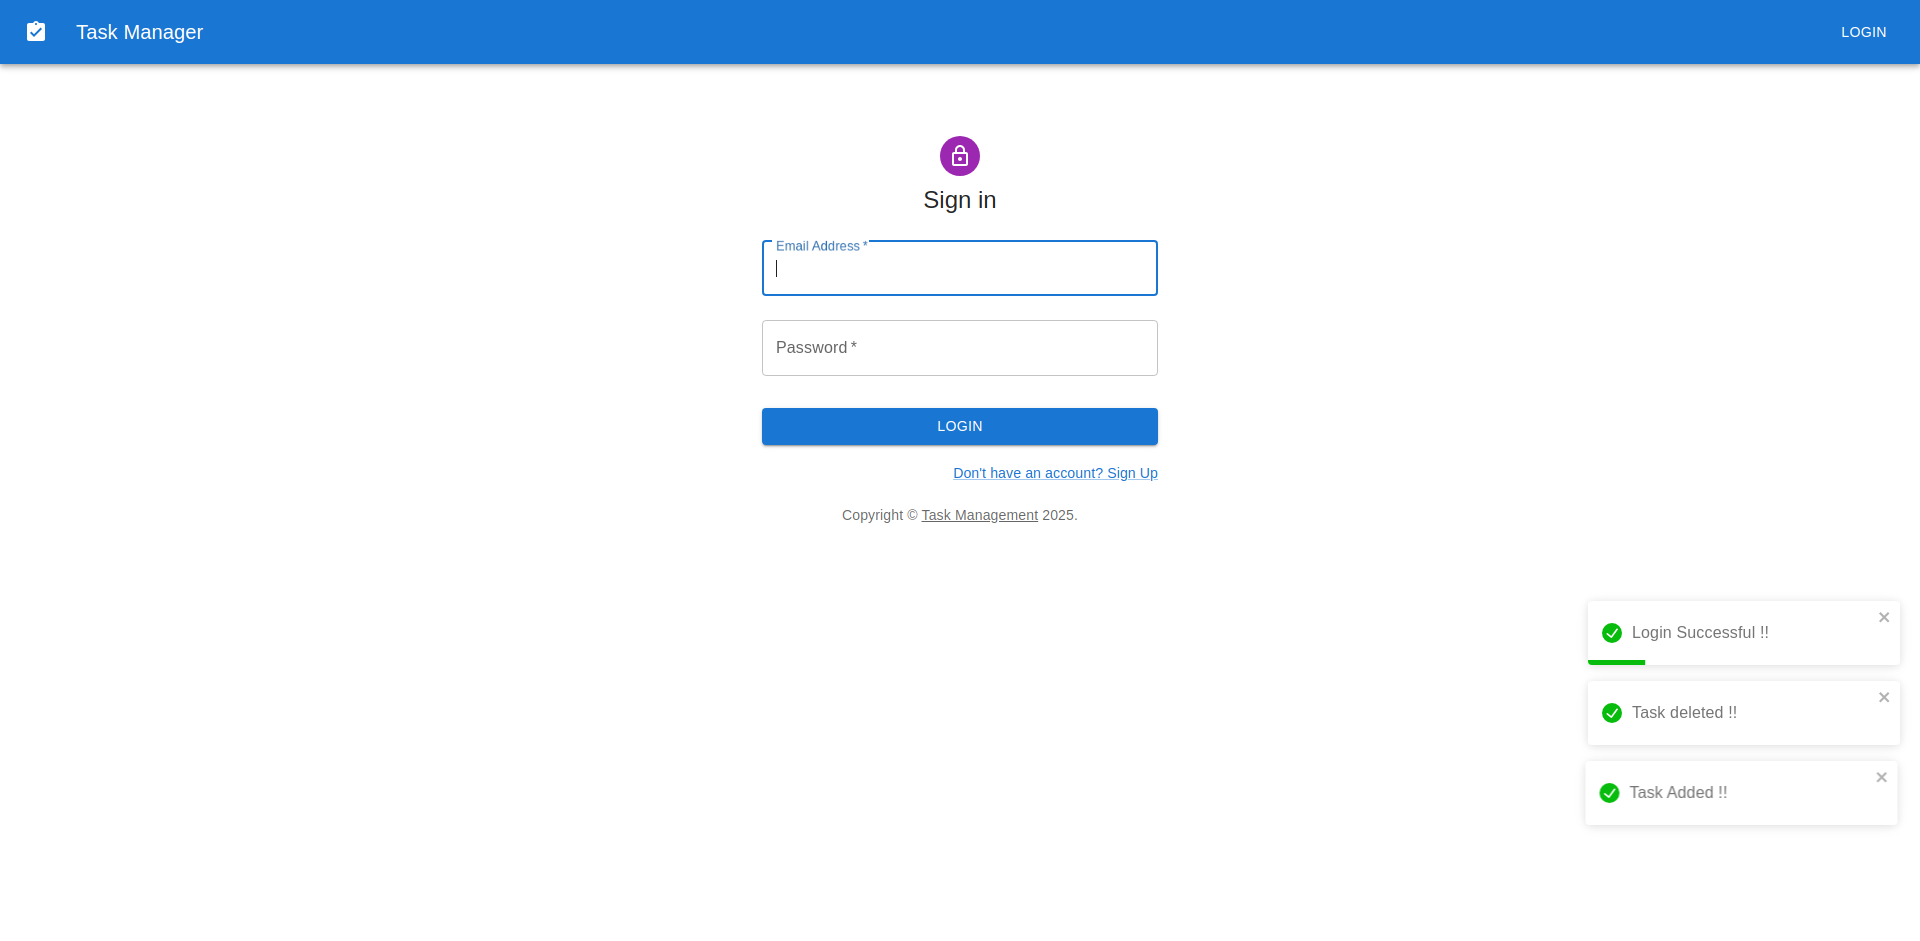 Task Manager
LOGIN
Sign in
Email Address *
Password *
LOGIN
Don't have an account? Sign Up
Copyright © Task Management 2025.
Login Successful !!
Task deleted !!
Task Added !!